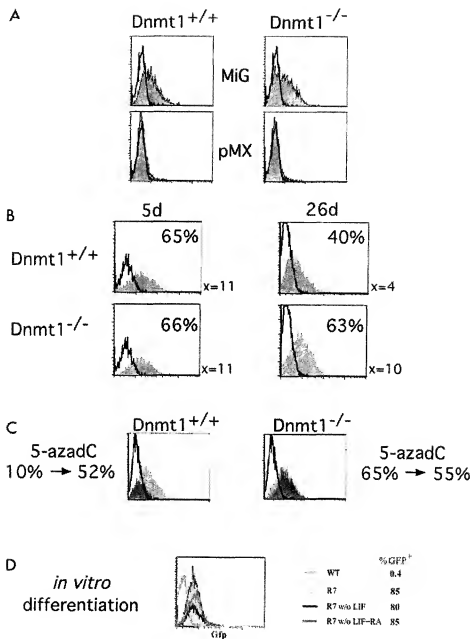 A
Dnmt1+/+ Dnmt1-/-
MiG
pMX
B
5d 26d
Dnmt1+/+ 65% x=11 40% x=4
Dnmt1-/- 66% x=11 63% x=10
C
Dnmt1+/+ Dnmt1-/-
5-azadC 5-azadC
10% → 52% 65% → 55%
D
in vitro
differentiation
Gfp
%GFP+
WT 0.4
R7 85
R7 w/o LIF 80
R7 w/o LIF+RA 85